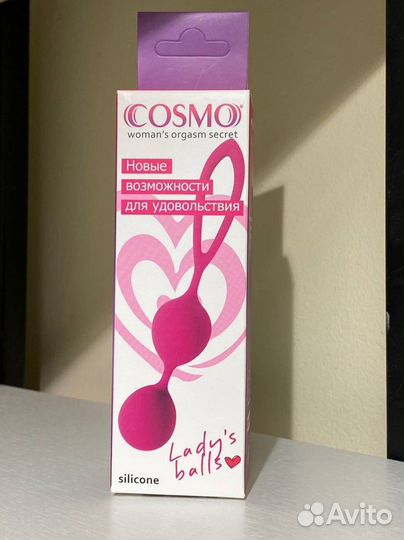 COSMO®
woman's orgasm secret
Новые
возможности
для удовольствия
Lady's
balls
silicone
Avito